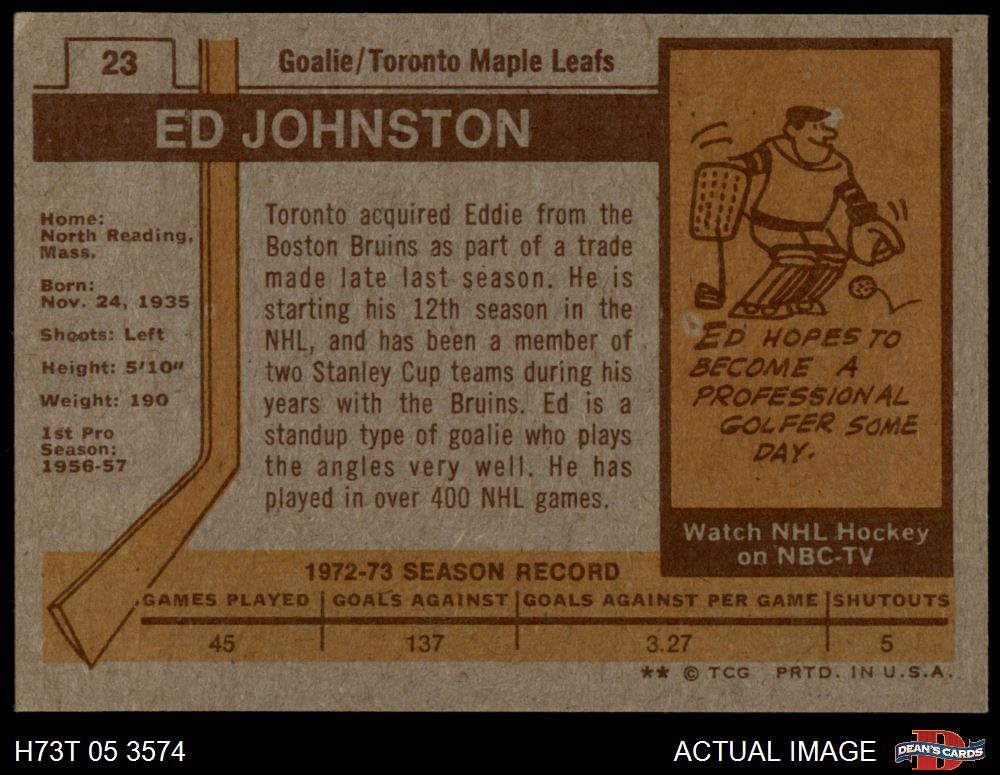 23
Goalie/Toronto Maple Leafs
ED JOHNSTON
Home:
North Reading,
Mass.
Born:
Nov. 24, 1935
Shoots: Left
Height: 5'10"
Weight: 190
1st Pro
Season:
1956-57
Toronto acquired Eddie from the
Boston Bruins as part of a trade
made late last season. He is
starting his 12th season in the
NHL, and has been a member of
two Stanley Cup teams during his
years with the Bruins. Ed is a
standup type of goalie who plays
the angles very well. He has
played in over 400 NHL games.
ED HOPES TO
BECOME A
PROFESSIONAL
GOLFER SOME
DAY.
Watch NHL Hockey
on NBC-TV
1972-73 SEASON RECORD
GAMES PLAYED GOALS AGAINST GOALS AGAINST PER GAME SHUTOUTS
45 137 3.27 5
** © TCG PRTD. IN U.S.A.
H73T 05 3574 ACTUAL IMAGE DEAN'S CARDS